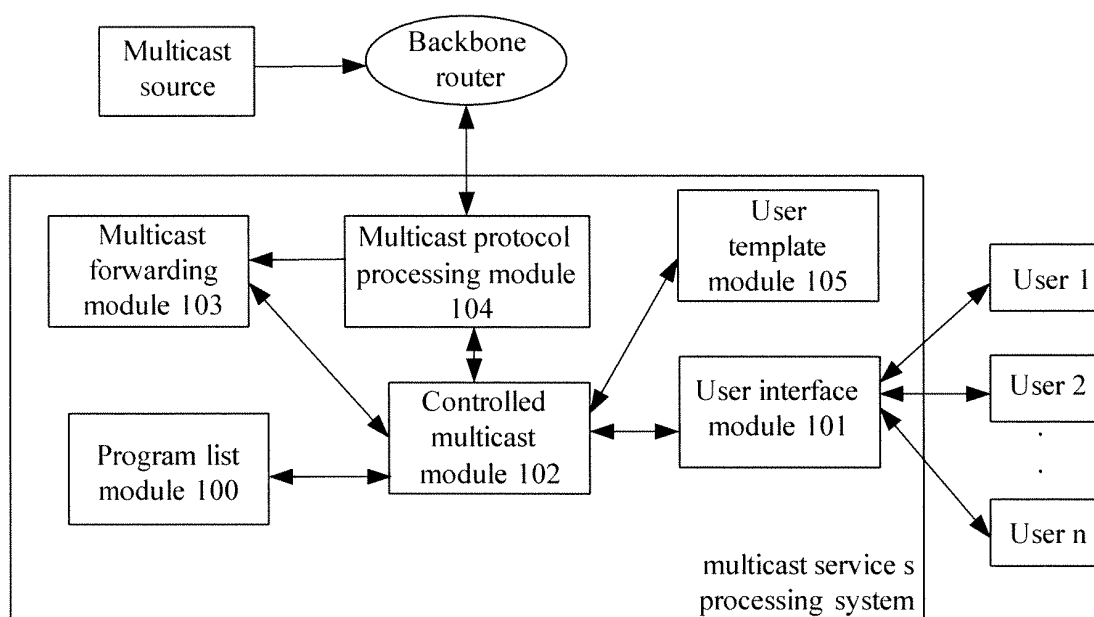 Multicast
source
Backbone
router
Multicast
forwarding
module 103
Multicast protocol
processing module
104
User
template
module 105
User 1
User interface
module 101
User 2
.
.
User n
Controlled
multicast
module 102
Program list
module 100
multicast service s
processing system